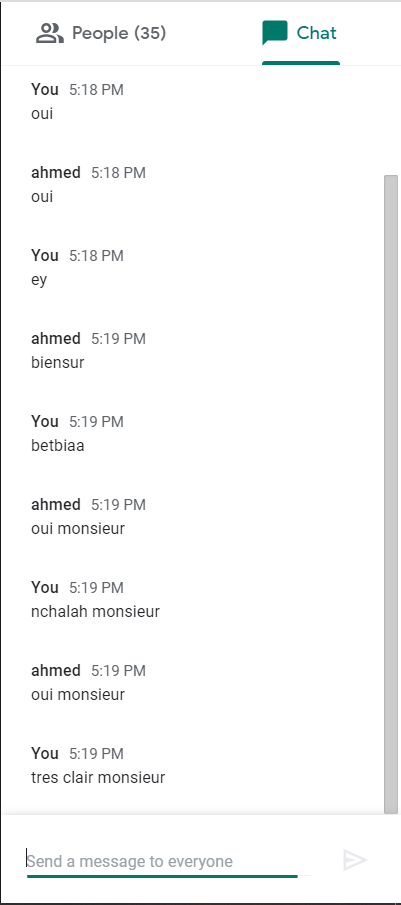 People (35) Chat
You 5:18 PM
oui
ahmed 5:18 PM
oui
You 5:18 PM
ey
ahmed 5:19 PM
biensur
You 5:19 PM
betbiaa
ahmed 5:19 PM
oui monsieur
You 5:19 PM
nchalah monsieur
ahmed 5:19 PM
oui monsieur
You 5:19 PM
tres clair monsieur
Send a message to everyone